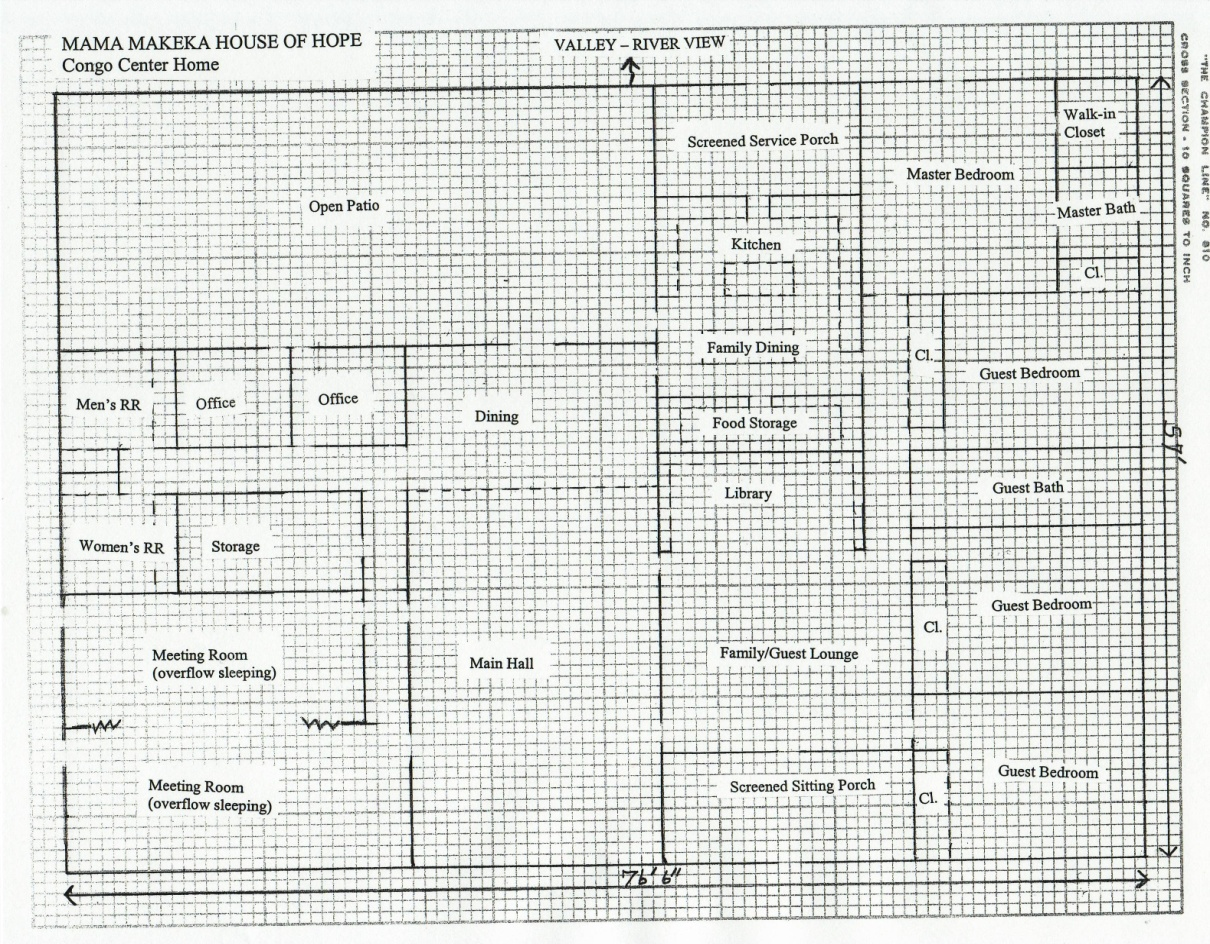 MAMA MAKEKA HOUSE OF HOPE
Congo Center Home
VALLEY – RIVER VIEW
"THE CHAMPION LINE" NO. 810
CROSS SECTION - 10 SQUARES TO INCH
Walk-in
Closet
Screened Service Porch
Master Bedroom
Open Patio
Master Bath
Kitchen
Cl.
Family Dining
Cl.
Guest Bedroom
Men's RR
Office
Office
Dining
Food Storage
57'
Library
Guest Bath
Women's RR
Storage
Guest Bedroom
Cl.
Meeting Room
(overflow sleeping)
Main Hall
Family/Guest Lounge
Meeting Room
(overflow sleeping)
Screened Sitting Porch
Cl.
Guest Bedroom
76' 6"